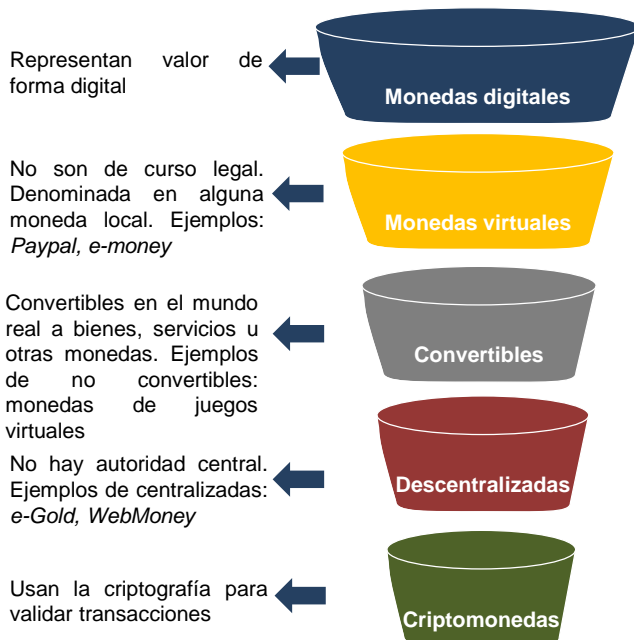 Representan valor de
forma digital
Monedas digitales
No son de curso legal.
Denominada en alguna
moneda local. Ejemplos:
Paypal, e-money
Monedas virtuales
Convertibles en el mundo
real a bienes, servicios u
otras monedas. Ejemplos
de no convertibles:
monedas de juegos
virtuales
Convertibles
No hay autoridad central.
Ejemplos de centralizadas:
e-Gold, WebMoney
Descentralizadas
Usan la criptografía para
validar transacciones
Criptomonedas